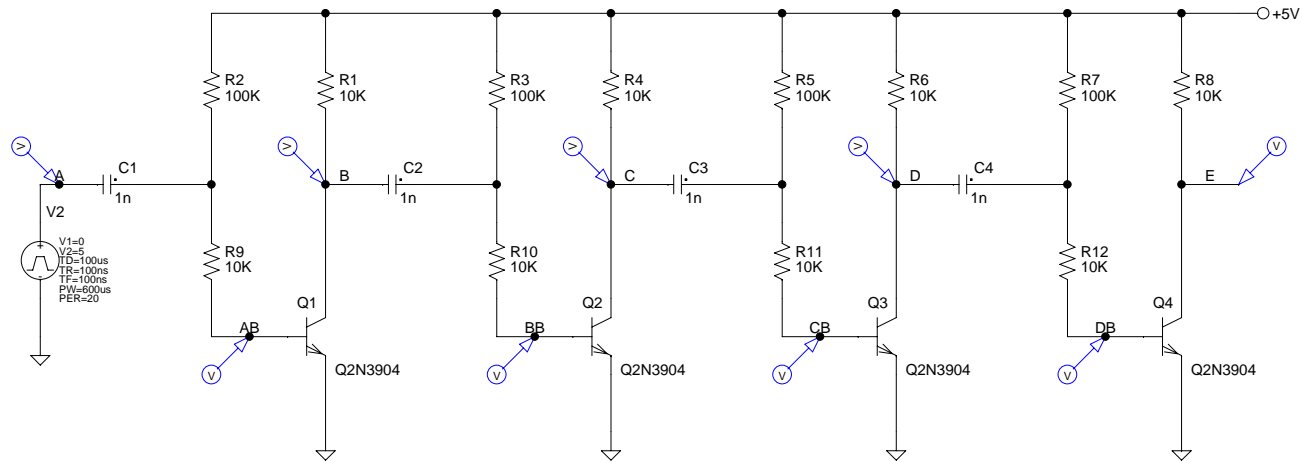 +5V
R2
100K
R1
10K
R3
100K
R4
10K
R5
100K
R6
10K
R7
100K
R8
10K
V
V
V
V
V
A
C1
1n
B
C2
1n
C
C3
1n
D
C4
1n
E
V2
V1=0
V2=5
TD=100us
TR=100ns
TF=100ns
PW=600us
PER=20
+
-
R9
10K
R10
10K
R11
10K
R12
10K
Q1
Q2
Q3
Q4
AB
BB
CB
DB
V
V
V
V
Q2N3904
Q2N3904
Q2N3904
Q2N3904